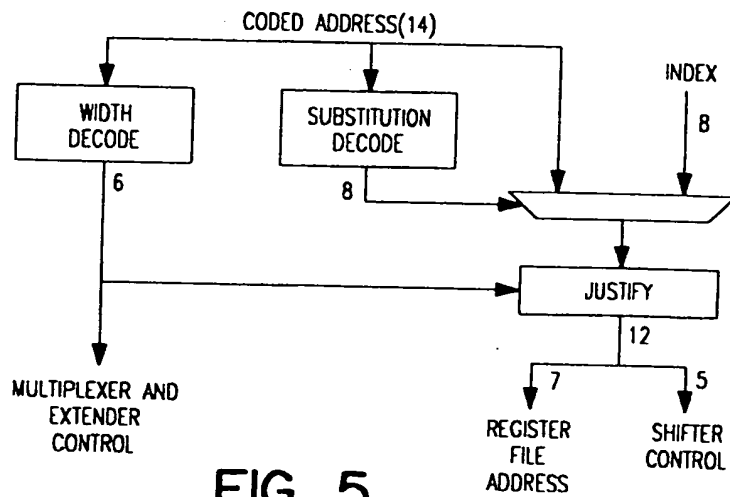 CODED ADDRESS(14)
INDEX
WIDTH
DECODE
SUBSTITUTION
DECODE
8
6
8
JUSTIFY
12
7
5
MULTIPLEXER AND
EXTENDER
CONTROL
REGISTER
FILE
ADDRESS
SHIFTER
CONTROL
FIG. 5